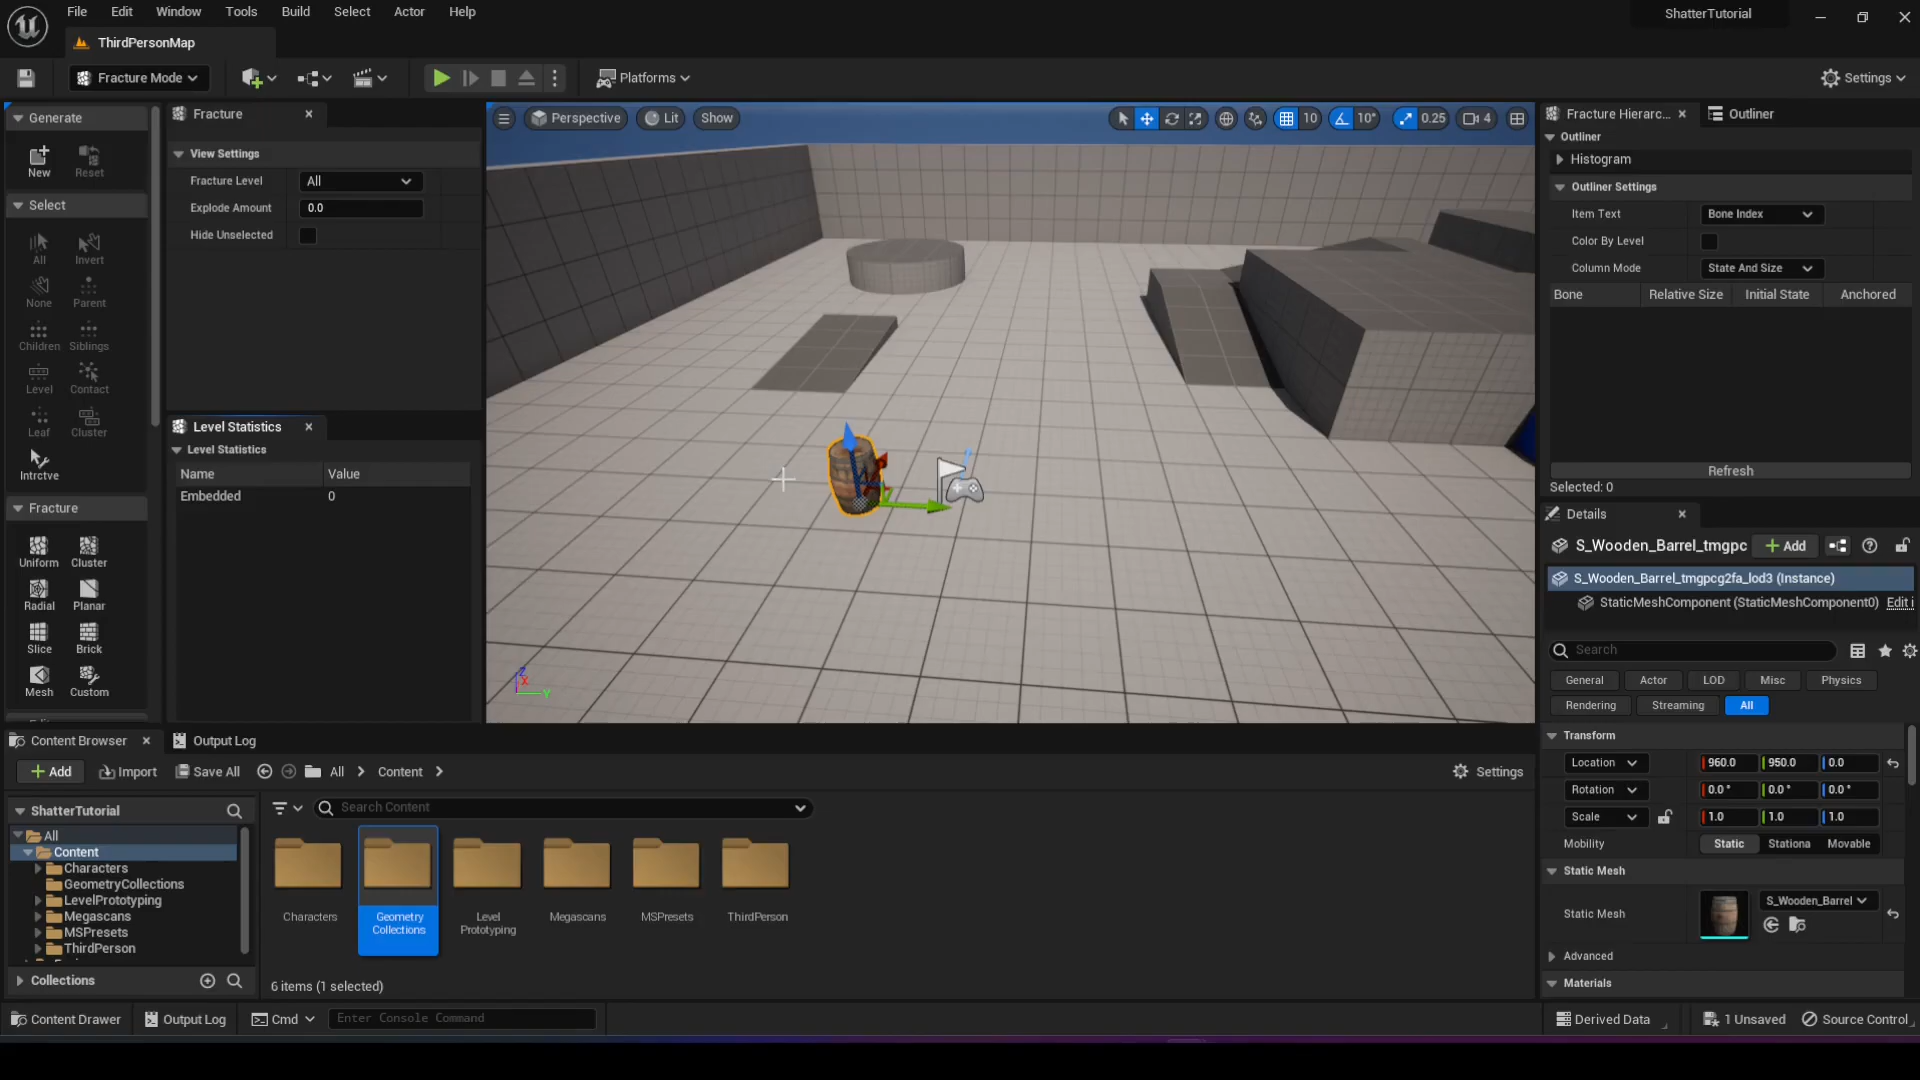 File Edit Window Tools Build Select Actor Help
ShatterTutorial
ThirdPersonMap
Fracture Mode
Platforms
Settings
Generate
New Reset
Select
All Invert
None Parent
Children Siblings
Level Contact
Leaf Cluster
Intrctve
Fracture
Uniform Cluster
Radial Planar
Slice Brick
Mesh Custom
Fracture
View Settings
Fracture Level All
Explode Amount 0.0
Hide Unselected
Level Statistics
Level Statistics
Name Value
Embedded 0
Perspective Lit Show
10 10° 0.25 4
Z
X
Y
Fracture Hierarc... Outliner
Outliner
Histogram
Outliner Settings
Item Text Bone Index
Color By Level
Column Mode State And Size
Bone Relative Size Initial State Anchored
Refresh
Selected: 0
Details
S_Wooden_Barrel_tmgpc Add
S_Wooden_Barrel_tmgpcg2fa_lod3 (Instance)
StaticMeshComponent (StaticMeshComponent0) Edit i
Search
General Actor LOD Misc Physics
Rendering Streaming All
Transform
Location 960.0 950.0 0.0
Rotation 0.0° 0.0° 0.0°
Scale 1.0 1.0 1.0
Mobility Static Stationa Movable
Static Mesh
Static Mesh S_Wooden_Barrel
Advanced
Materials
Content Browser Output Log
Add Import Save All All Content
Settings
ShatterTutorial
All
Content
Characters
GeometryCollections
LevelPrototyping
Megascans
MSPresets
ThirdPerson
Collections
Search Content
Characters
Geometry
Collections
Level
Prototyping
Megascans
MSPresets
ThirdPerson
6 items (1 selected)
Content Drawer Output Log Cmd Enter Console Command
Derived Data 1 Unsaved Source Control